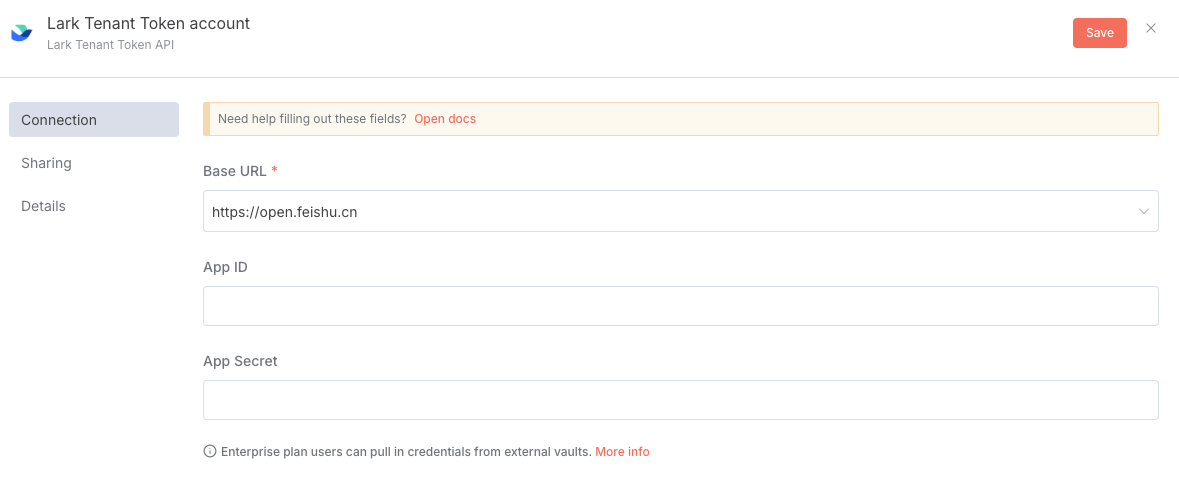 Lark Tenant Token account
Lark Tenant Token API
Save
Connection
Sharing
Details
Need help filling out these fields? Open docs
Base URL *
https://open.feishu.cn
App ID
App Secret
Enterprise plan users can pull in credentials from external vaults. More info